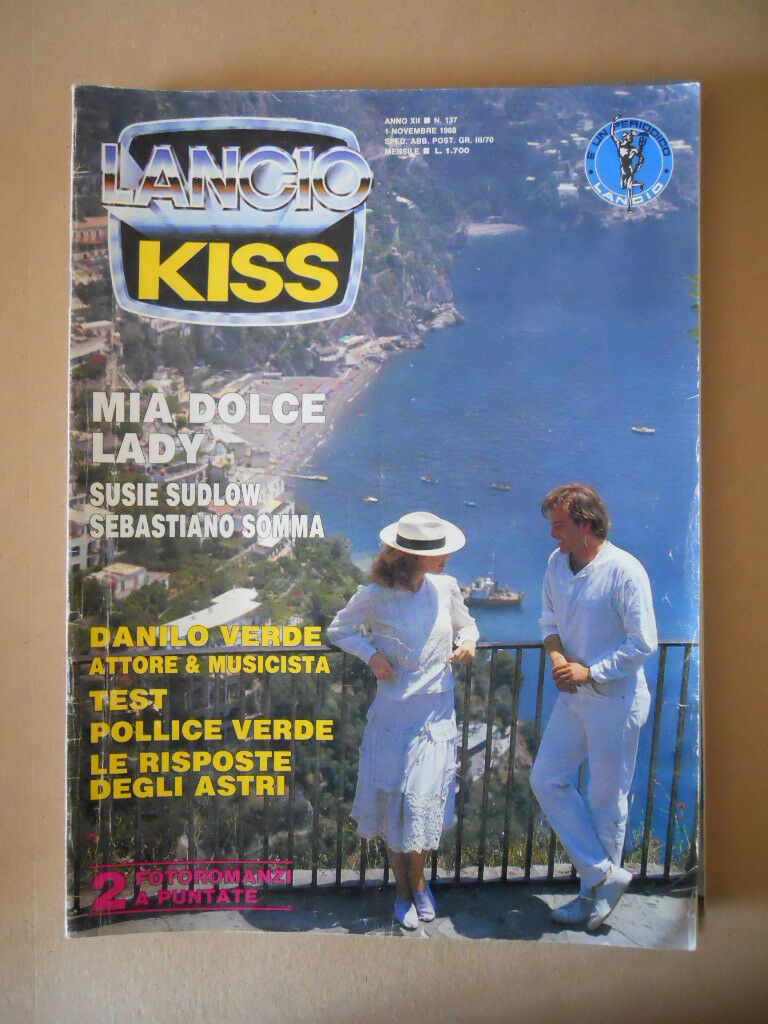 ANNO XII ■ N. 137
1 NOVEMBRE 1988
SPED. ABB. POST. GR. III/70
MENSILE ■ L. 1.700
È UN PERIODICO
LANCIO
LANCIO
KISS
MIA DOLCE
LADY
SUSIE SUDLOW
SEBASTIANO SOMMA
DANILO VERDE
ATTORE & MUSICISTA
TEST
POLLICE VERDE
LE RISPOSTE
DEGLI ASTRI
2 FOTOROMANZI
A PUNTATE